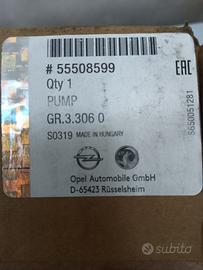 # 55508599
EAC
Qty 1
PUMP
GR.3.306 0
S0319 MADE IN HUNGARY
S650051281
Opel Automobile GmbH
D-65423 Rüsselsheim
subito